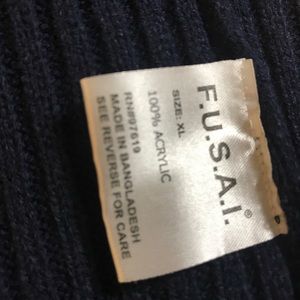 F.U.S.A.I.
SIZE: XL
100% ACRYLIC
RN#97619
MADE IN BANGLADESH
SEE REVERSE FOR CARE